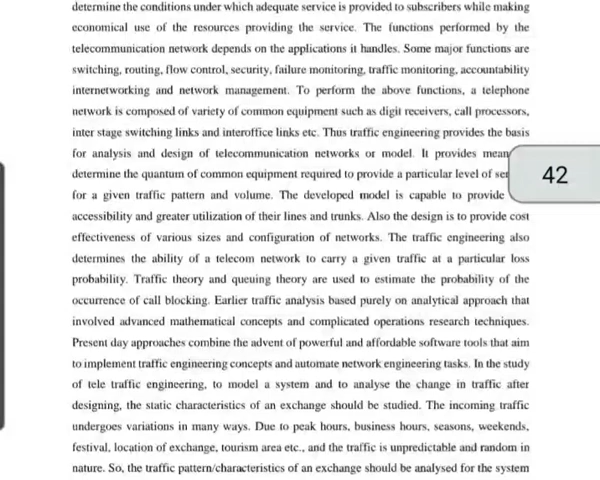 determine the conditions under which adequate service is provided to subscribers while making
economical use of the resources providing the service. The functions performed by the
telecommunication network depends on the applications it handles. Some major functions are
switching, routing, flow control, security, failure monitoring, traffic monitoring, accountability
internetworking and network management. To perform the above functions, a telephone
network is composed of variety of common equipment such as digit receivers, call processors,
inter stage switching links and interoffice links etc. Thus traffic engineering provides the basis
for analysis and design of telecommunication networks or model. It provides mean
42
determine the quantum of common equipment required to provide a particular level of ser
for a given traffic pattern and volume. The developed model is capable to provide
accessibility and greater utilization of their lines and trunks. Also the design is to provide cost
effectiveness of various sizes and configuration of networks. The traffic engineering also
determines the ability of a telecom network to carry a given traffic at a particular loss
probability. Traffic theory and queuing theory are used to estimate the probability of the
occurrence of call blocking. Earlier traffic analysis based purely on analytical approach that
involved advanced mathematical concepts and complicated operations research techniques.
Present day approaches combine the advent of powerful and affordable software tools that aim
to implement traffic engineering concepts and automate network engineering tasks. In the study
of tele traffic engineering, to model a system and to analyse the change in traffic after
designing, the static characteristics of an exchange should be studied. The incoming traffic
undergoes variations in many ways. Due to peak hours, business hours, seasons, weekends,
festival, location of exchange, tourism area etc., and the traffic is unpredictable and random in
nature. So, the traffic pattern/characteristics of an exchange should be analysed for the system